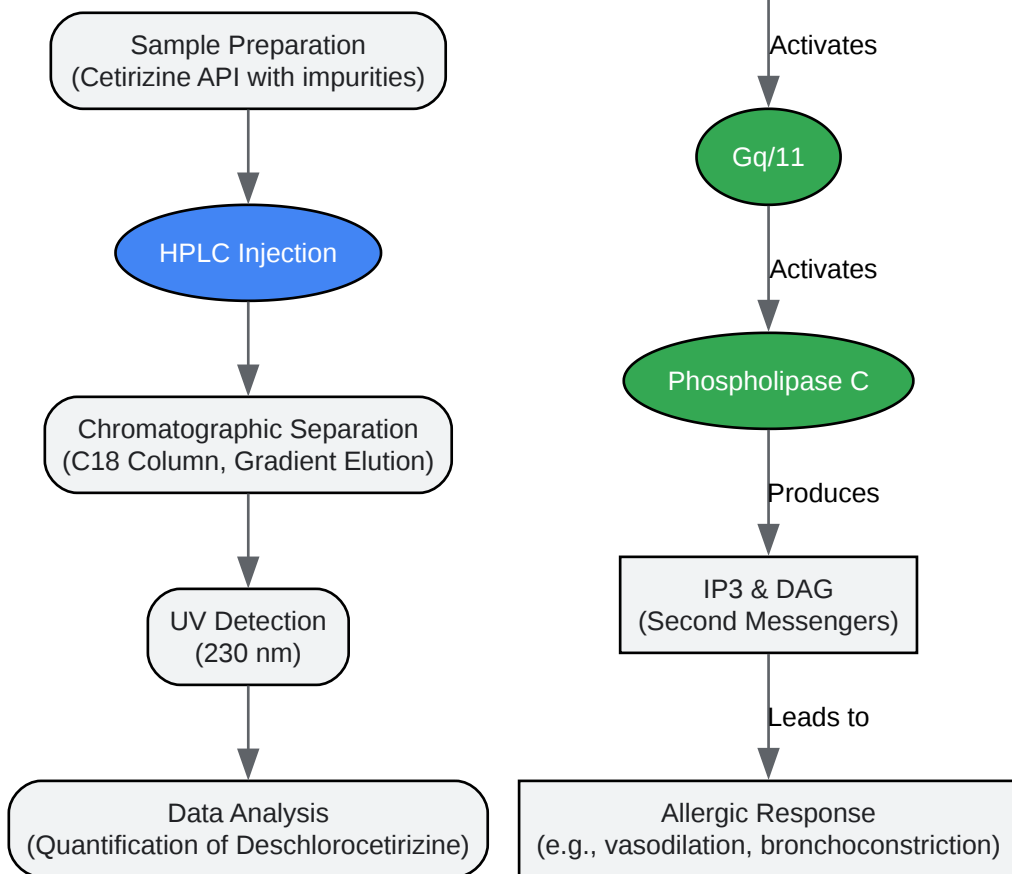 Sample Preparation
(Cetirizine API with impurities)
HPLC Injection
Chromatographic Separation
(C18 Column, Gradient Elution)
UV Detection
(230 nm)
Data Analysis
(Quantification of Deschlorocetirizine)
Activates
Gq/11
Activates
Phospholipase C
Produces
IP3 & DAG
(Second Messengers)
Leads to
Allergic Response
(e.g., vasodilation, bronchoconstriction)